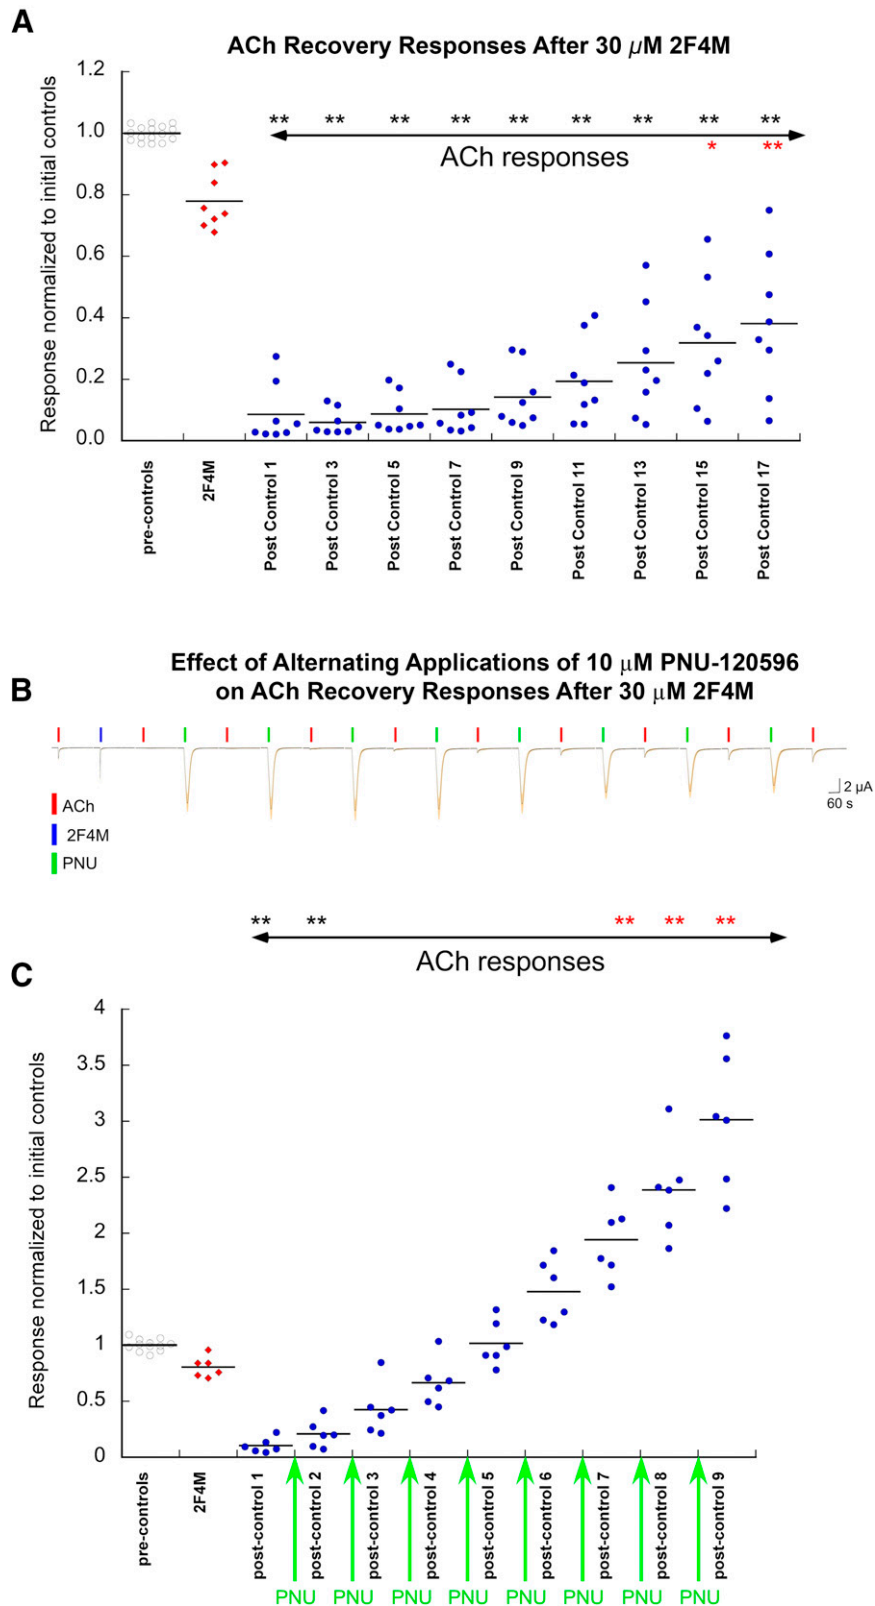 A
ACh Recovery Responses After 30 µM 2F4M
Response normalized to initial controls
1.2
1.0
0.8
0.6
0.4
0.2
0.0
** ** ** ** ** ** ** ** **
* **
ACh responses
pre-controls
2F4M
Post Control 1
Post Control 3
Post Control 5
Post Control 7
Post Control 9
Post Control 11
Post Control 13
Post Control 15
Post Control 17
B
Effect of Alternating Applications of 10 µM PNU-120596
on ACh Recovery Responses After 30 µM 2F4M
ACh
2F4M
PNU
2 µA
60 s
C
** ** ** ** **
ACh responses
Response normalized to initial controls
4
3.5
3
2.5
2
1.5
1
0.5
0
pre-controls
2F4M
post-control 1
post-control 2
post-control 3
post-control 4
post-control 5
post-control 6
post-control 7
post-control 8
post-control 9
PNU PNU PNU PNU PNU PNU PNU PNU